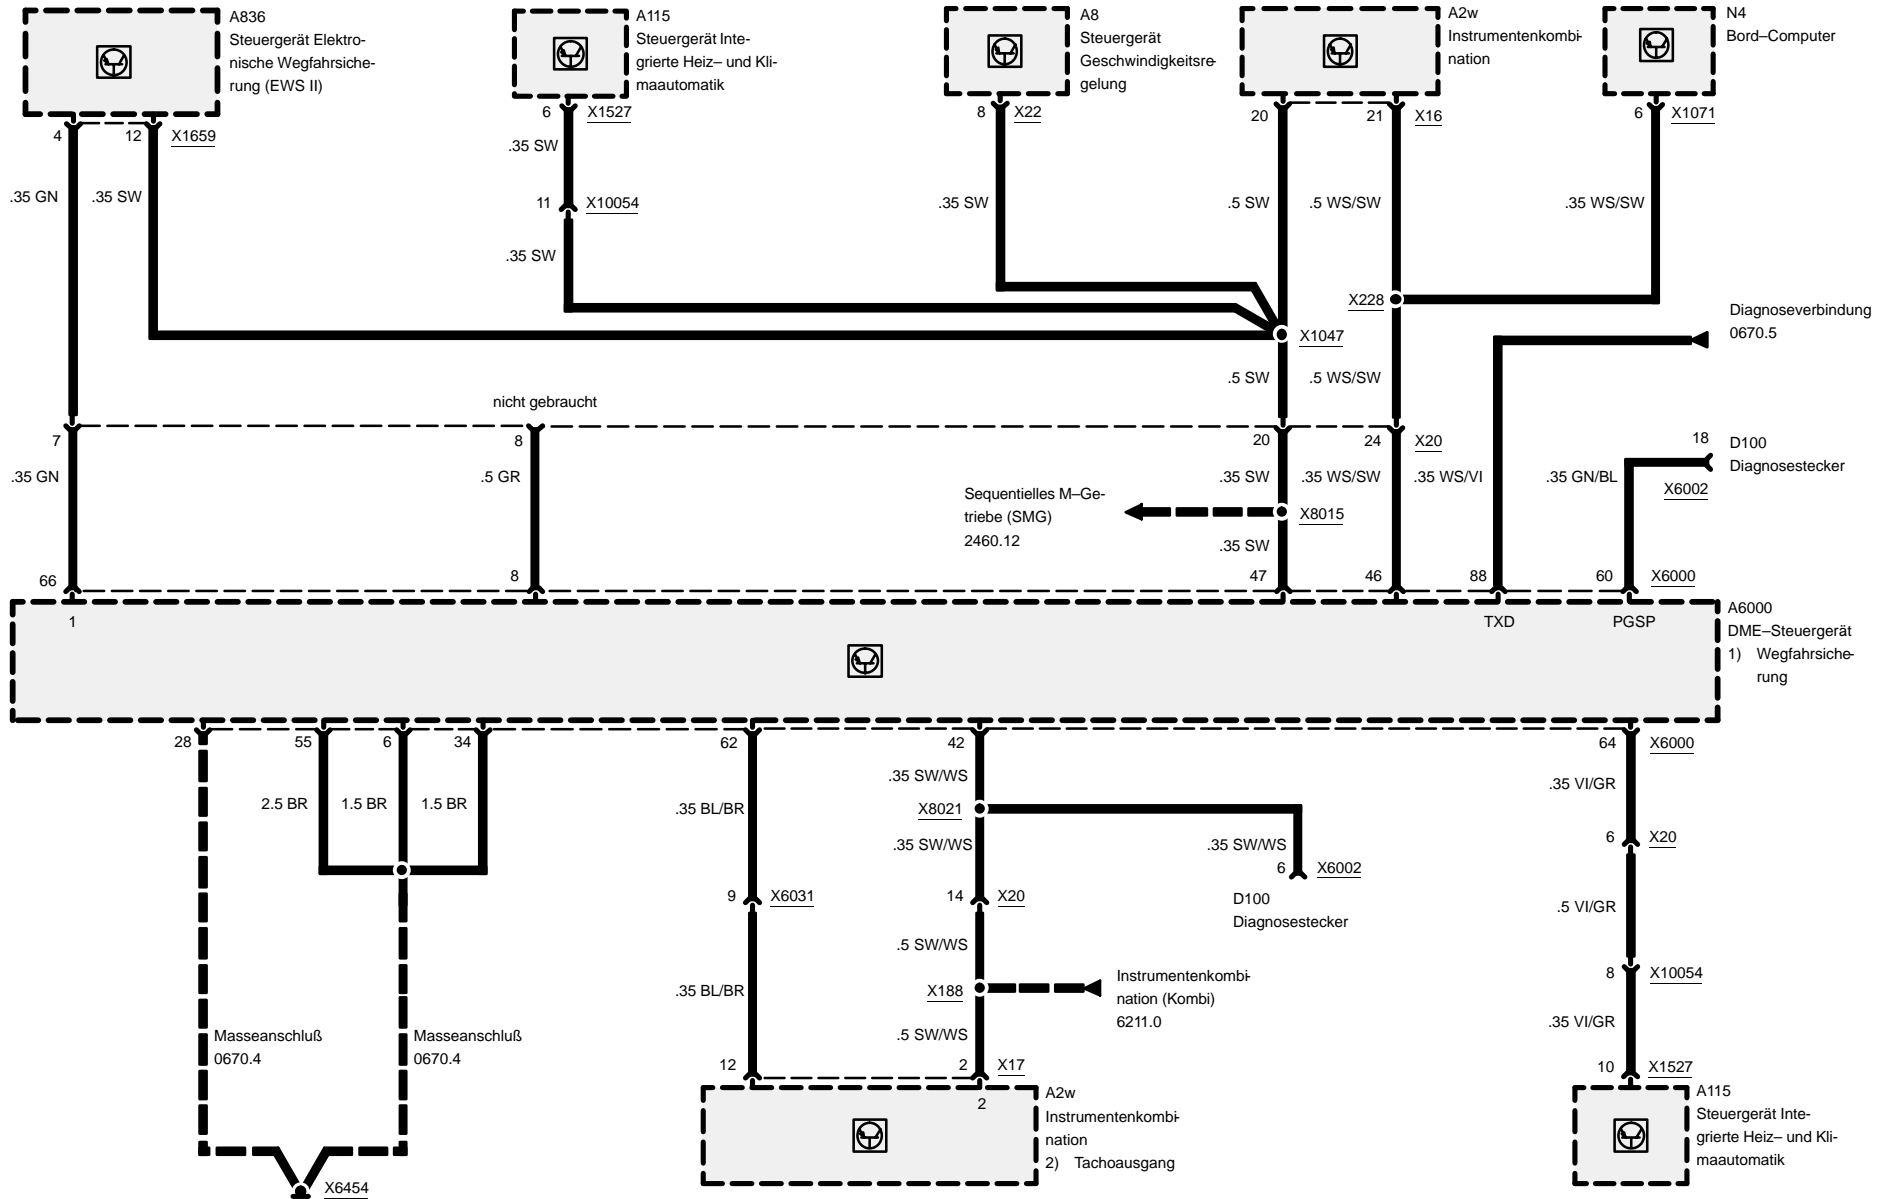 A836
Steuergerät Elektro-
nische Wegfahrsiche-
rung (EWS II)
A115
Steuergerät Inte-
grierte Heiz– und Kli-
maautomatik
A8
Steuergerät
Geschwindigkeitsre-
gelung
A2w
Instrumentenkombi-
nation
N4
Bord–Computer
4
12
X1659
6
X1527
8
X22
20
21
X16
6
X1071
.35 SW
.35 GN
.35 SW
11
X10054
.35 SW
.5 SW
.5 WS/SW
.35 WS/SW
.35 SW
X228
Diagnoseverbindung
0670.5
X1047
.5 SW
.5 WS/SW
nicht gebraucht
7
8
20
24
X20
18
D100
Diagnosestecker
X6002
.35 GN
.5 GR
.35 SW
.35 WS/SW
.35 WS/VI
.35 GN/BL
Sequentielles M–Ge-
triebe (SMG)
2460.12
X8015
.35 SW
66
8
47
46
88
60
X6000
1
TXD
PGSP
A6000
DME–Steuergerät
1) Wegfahrsiche-
rung
28
55
6
34
62
42
64
X6000
2.5 BR
1.5 BR
1.5 BR
.35 BL/BR
.35 SW/WS
X8021
.35 SW/WS
.35 SW/WS
6
X6002
D100
Diagnosestecker
.35 VI/GR
6
X20
9
X6031
14
X20
.5 VI/GR
.5 SW/WS
8
X10054
X188
Instrumentenkombi-
nation (Kombi)
6211.0
.35 BL/BR
.5 SW/WS
.35 VI/GR
Masseanschluß
0670.4
Masseanschluß
0670.4
12
2
X17
10
X1527
2
A2w
Instrumentenkombi-
nation
2) Tachoausgang
A115
Steuergerät Inte-
grierte Heiz– und Kli-
maautomatik
X6454